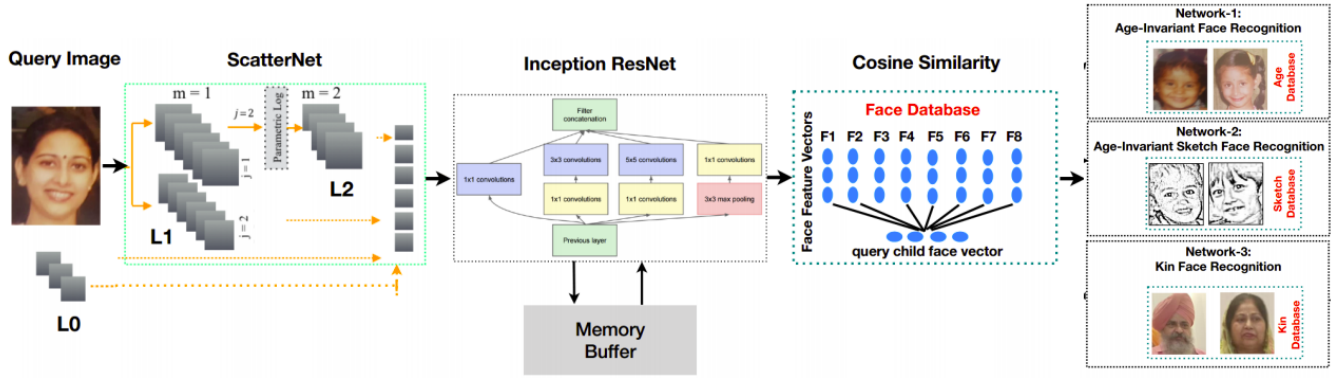 Query Image
L0
ScatterNet
m = 1
j = 1
L1
j = 2
j = 2
Parametric Log
m = 2
L2
Inception ResNet
Filter
concatenation
1x1 convolutions
3x3 convolutions
5x5 convolutions
1x1 convolutions
1x1 convolutions
1x1 convolutions
3x3 max pooling
Previous layer
Memory
Buffer
Cosine Similarity
Face Database
Face Feature Vectors
F1 F2 F3 F4 F5 F6 F7 F8
query child face vector
Network-1:
Age-Invariant Face Recognition
Age
Database
Network-2:
Age-Invariant Sketch Face Recognition
Sketch
Database
Network-3:
Kin Face Recognition
Kin
Database